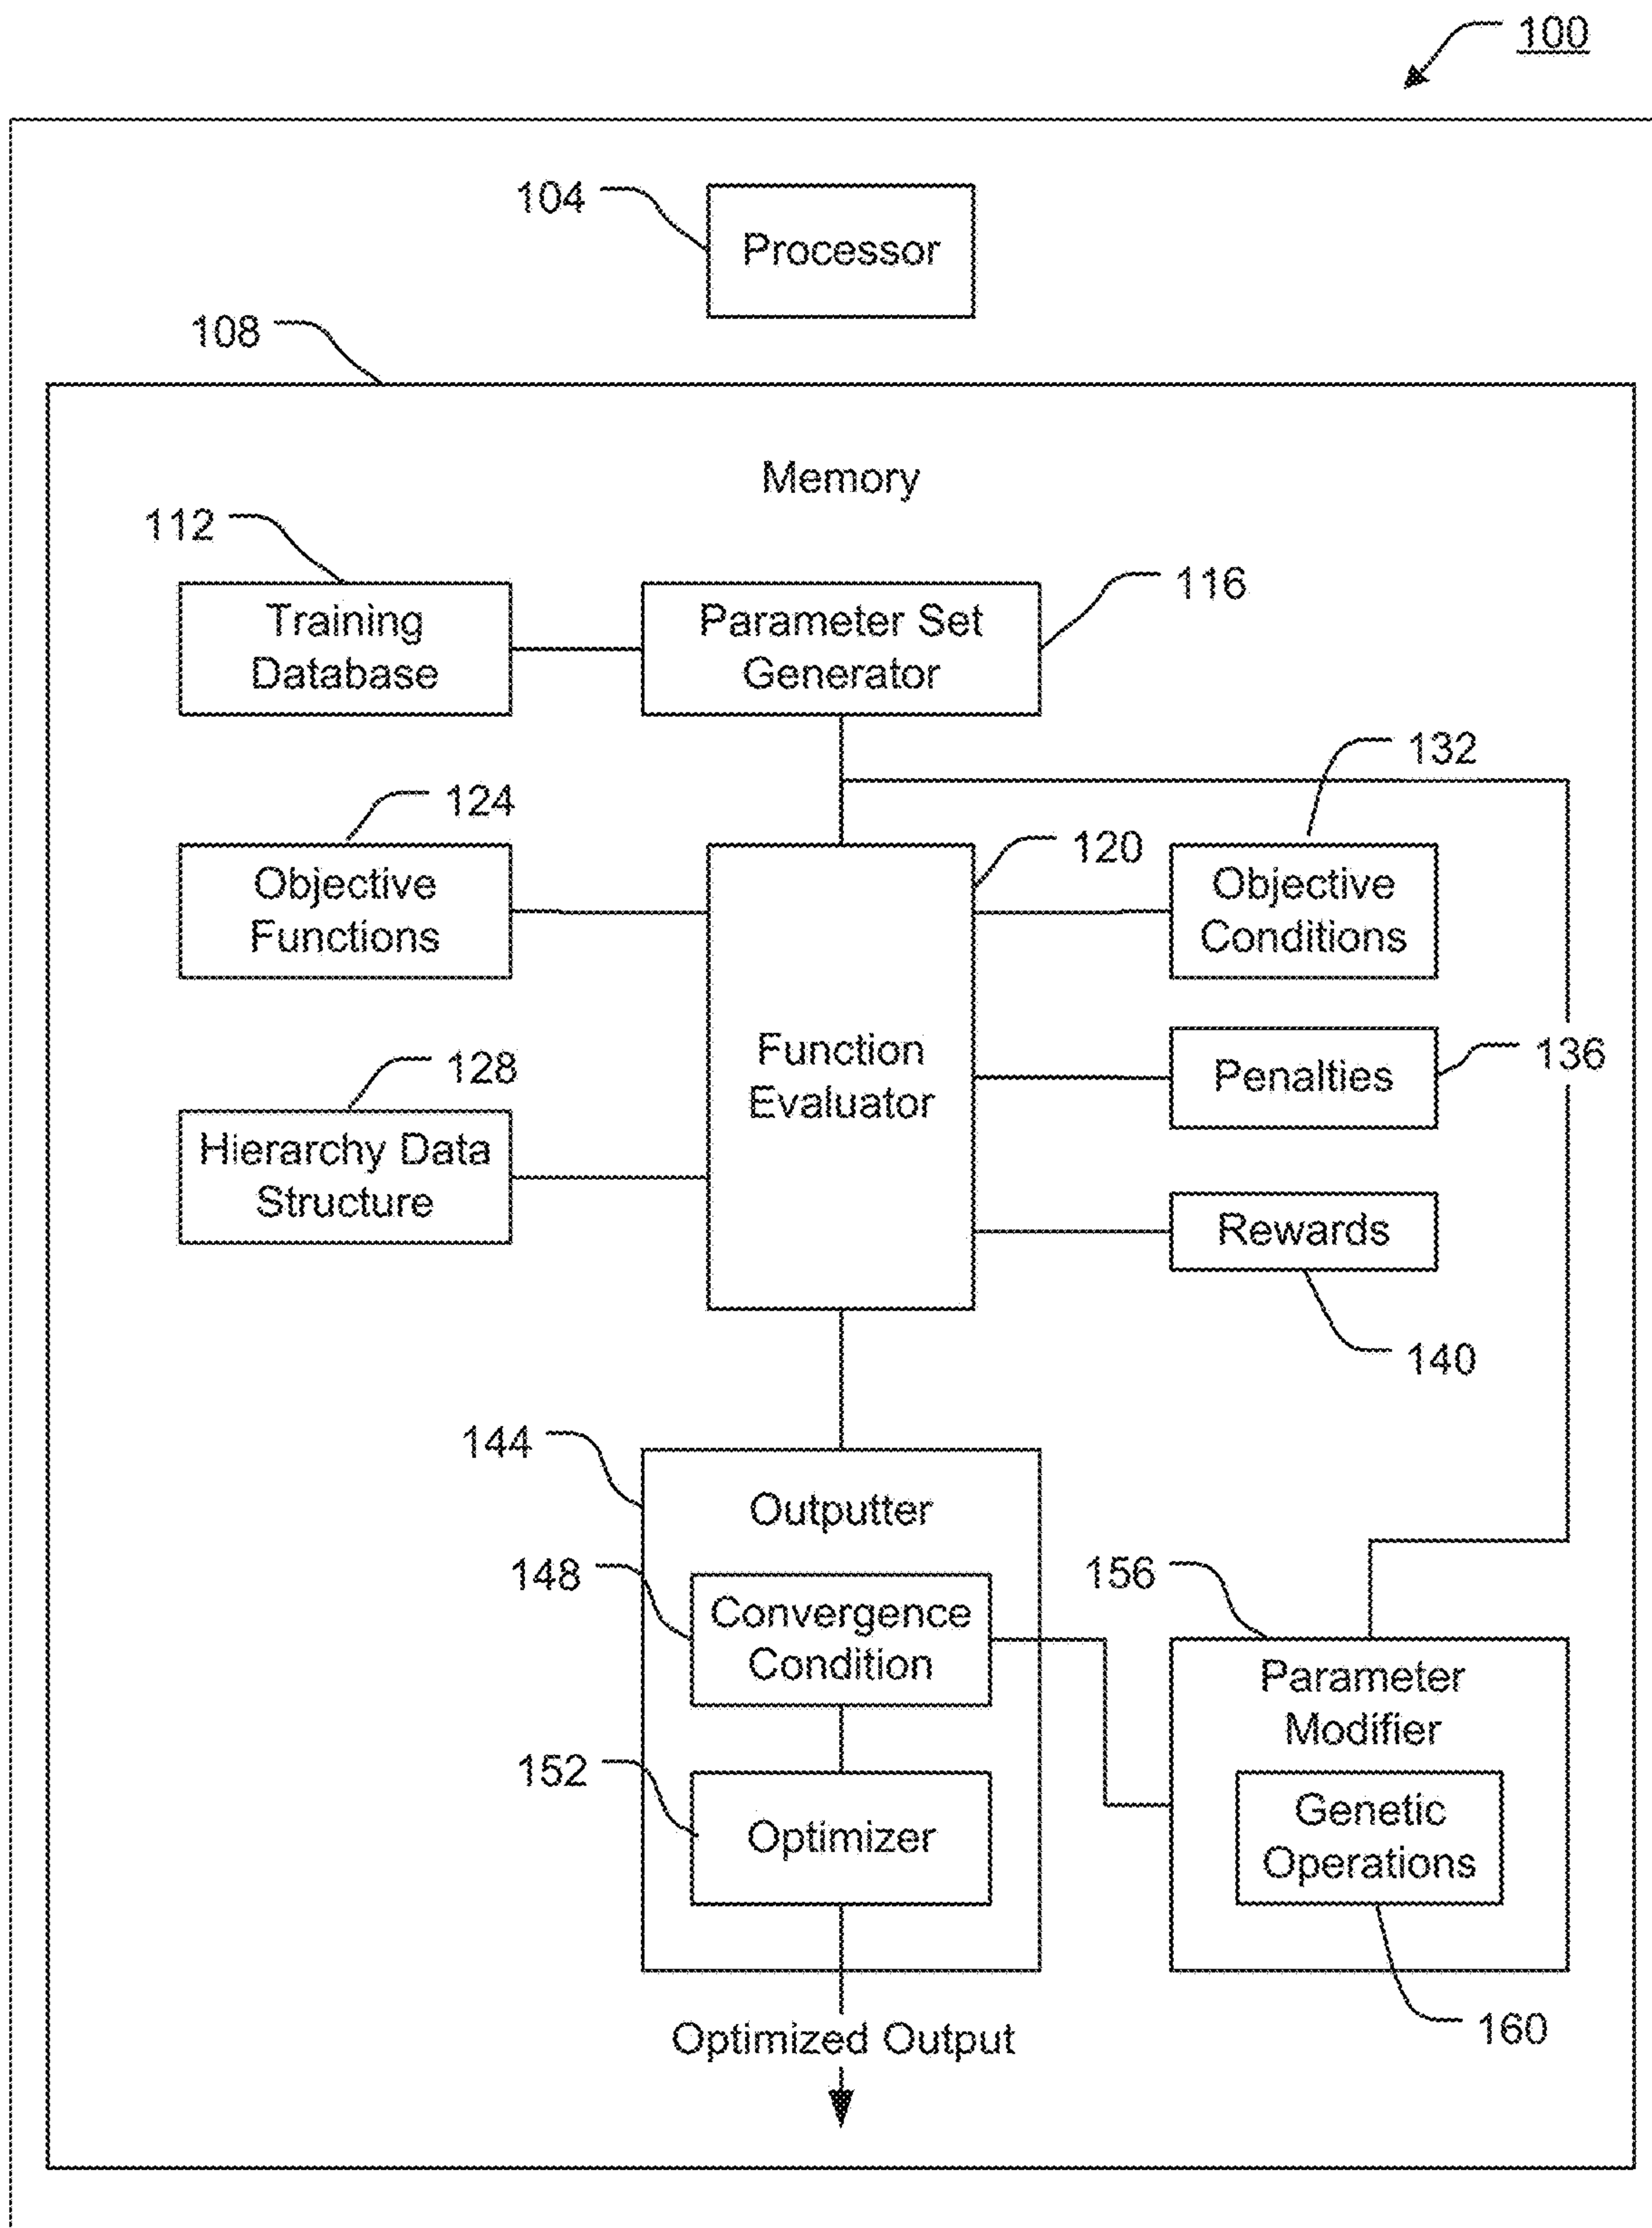 100
104
Processor
108
Memory
112
Training
Database
Parameter Set
Generator
116
124
Objective
Functions
120
132
Objective
Conditions
Function
Evaluator
128
Hierarchy Data
Structure
Penalties
136
Rewards
140
144
Outputter
148
Convergence
Condition
152
Optimizer
156
Parameter
Modifier
Genetic
Operations
160
Optimized Output